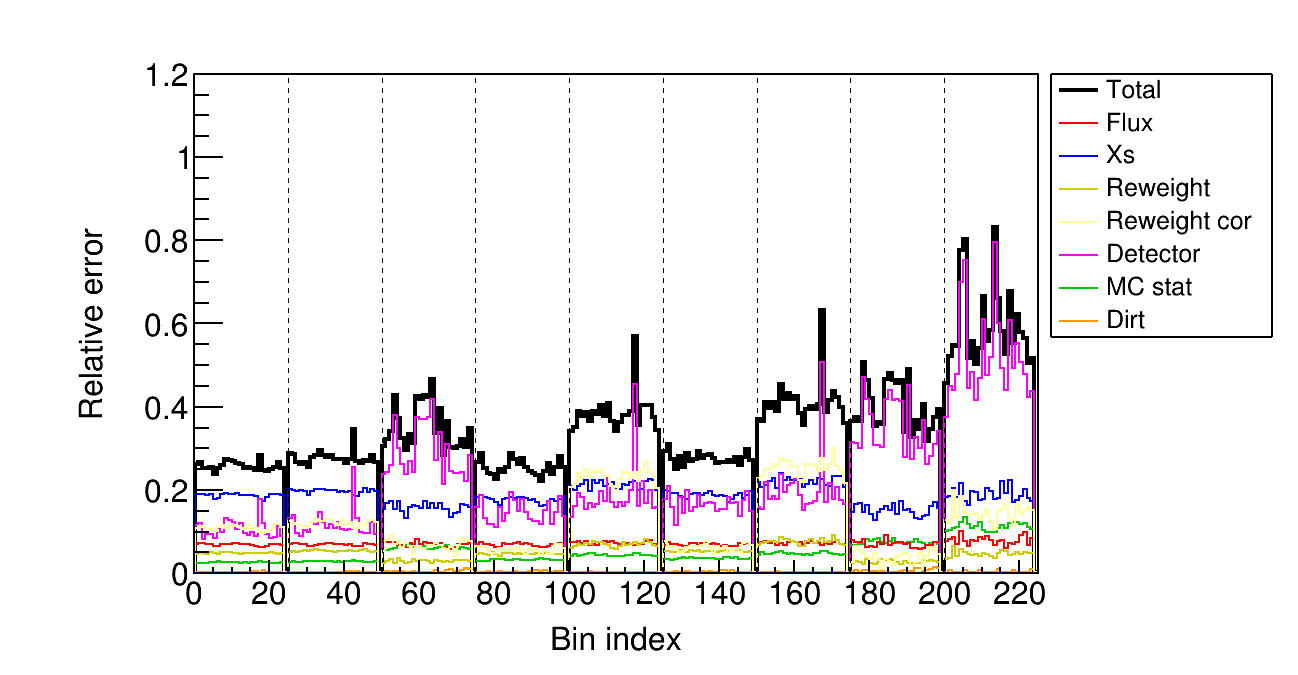 1.2
1
0.8
0.6
0.4
0.2
0
Relative error
0 20 40 60 80 100 120 140 160 180 200 220
Bin index
Total
Flux
Xs
Reweight
Reweight cor
Detector
MC stat
Dirt